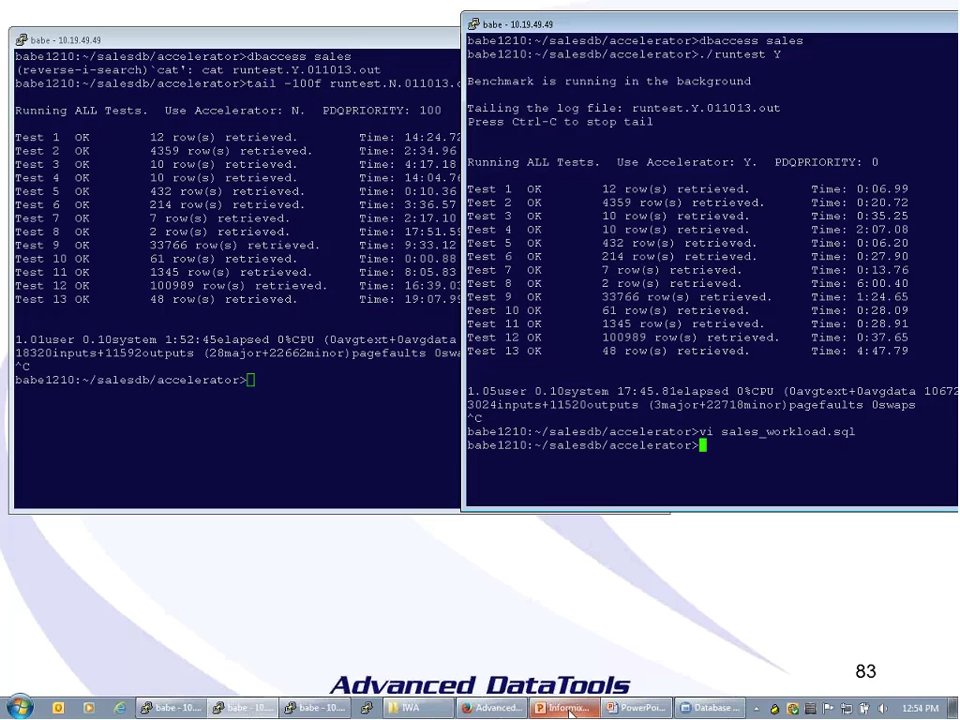 babe - 10.19.49.49
babe1210:~/salesdb/accelerator>dbaccess sales
(reverse-i-search)`cat': cat runtest.Y.011013.out
babe1210:~/salesdb/accelerator>tail -100f runtest.N.011013.
Running ALL Tests.  Use Accelerator: N.  PDQPRIORITY: 100
Test 1  OK  12 row(s) retrieved.  Time: 14:24.72
Test 2  OK  4359 row(s) retrieved.  Time: 2:34.96
Test 3  OK  10 row(s) retrieved.  Time: 4:17.18
Test 4  OK  10 row(s) retrieved.  Time: 14:04.76
Test 5  OK  432 row(s) retrieved.  Time: 0:10.36
Test 6  OK  214 row(s) retrieved.  Time: 3:36.57
Test 7  OK  7 row(s) retrieved.  Time: 2:17.10
Test 8  OK  2 row(s) retrieved.  Time: 17:51.59
Test 9  OK  33766 row(s) retrieved.  Time: 9:33.12
Test 10 OK  61 row(s) retrieved.  Time: 0:00.88
Test 11 OK  1345 row(s) retrieved.  Time: 8:05.83
Test 12 OK  100989 row(s) retrieved.  Time: 16:39.03
Test 13 OK  48 row(s) retrieved.  Time: 19:07.99
1.01user 0.10system 1:52:45elapsed 0%CPU (0avgtext+0avgdata
18320inputs+11592outputs (28major+22662minor)pagefaults 0swa
^C
babe1210:~/salesdb/accelerator>
babe - 10.19.49.49
babe1210:~/salesdb/accelerator>dbaccess sales
babe1210:~/salesdb/accelerator>./runtest Y
Benchmark is running in the background
Tailing the log file: runtest.Y.011013.out
Press Ctrl-C to stop tail
Running ALL Tests.  Use Accelerator: Y.  PDQPRIORITY: 0
Test 1  OK  12 row(s) retrieved.  Time: 0:06.99
Test 2  OK  4359 row(s) retrieved.  Time: 0:20.72
Test 3  OK  10 row(s) retrieved.  Time: 0:35.25
Test 4  OK  10 row(s) retrieved.  Time: 2:07.08
Test 5  OK  432 row(s) retrieved.  Time: 0:06.20
Test 6  OK  214 row(s) retrieved.  Time: 0:27.90
Test 7  OK  7 row(s) retrieved.  Time: 0:13.76
Test 8  OK  2 row(s) retrieved.  Time: 6:00.40
Test 9  OK  33766 row(s) retrieved.  Time: 1:24.65
Test 10 OK  61 row(s) retrieved.  Time: 0:28.09
Test 11 OK  1345 row(s) retrieved.  Time: 0:28.91
Test 12 OK  100989 row(s) retrieved.  Time: 0:37.65
Test 13 OK  48 row(s) retrieved.  Time: 4:47.79
1.05user 0.10system 17:45.81elapsed 0%CPU (0avgtext+0avgdata 10672
3024inputs+11520outputs (3major+22718minor)pagefaults 0swaps
^C
babe1210:~/salesdb/accelerator>vi sales_workload.sql
babe1210:~/salesdb/accelerator>
83
Advanced DataTools
babe - 10.... babe - 10.... babe - 10.... IWA Advanced... Informix... PowerPoi... Database ... 12:54 PM